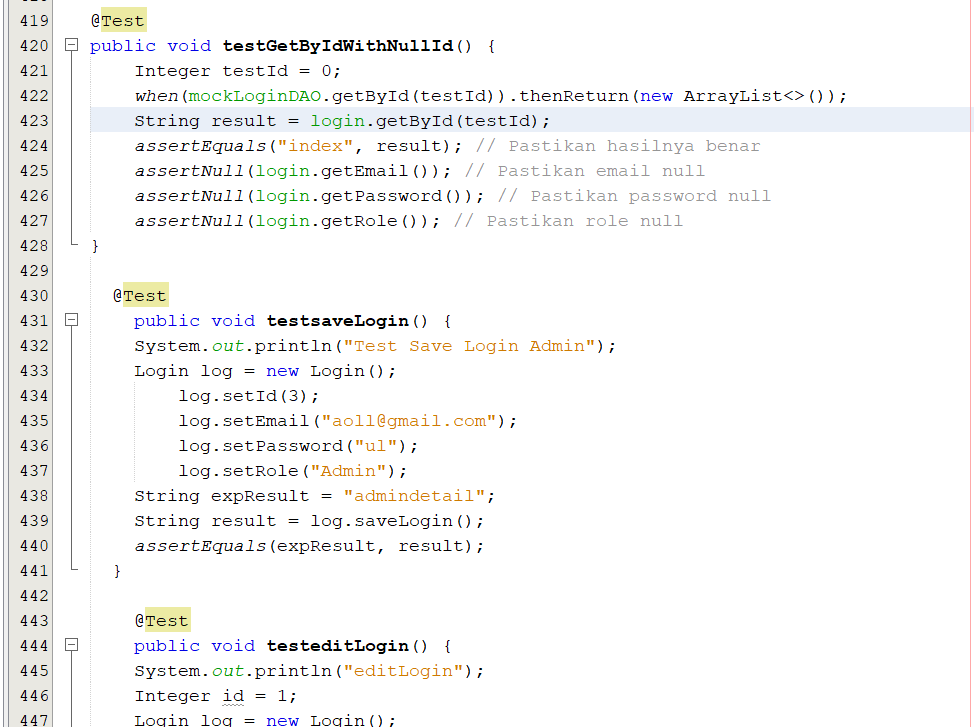 419 @Test
420 public void testGetByIdWithNullId() {
421 Integer testId = 0;
422 when(mockLoginDAO.getById(testId)).thenReturn(new ArrayList<>());
423 String result = login.getById(testId);
424 assertEquals("index", result); // Pastikan hasilnya benar
425 assertNull(login.getEmail()); // Pastikan email null
426 assertNull(login.getPassword()); // Pastikan password null
427 assertNull(login.getRole()); // Pastikan role null
428 }
429
430 @Test
431 public void testsaveLogin() {
432 System.out.println("Test Save Login Admin");
433 Login log = new Login();
434 log.setId(3);
435 log.setEmail("aoll@gmail.com");
436 log.setPassword("ul");
437 log.setRole("Admin");
438 String expResult = "admindetail";
439 String result = log.saveLogin();
440 assertEquals(expResult, result);
441 }
442
443 @Test
444 public void testeditLogin() {
445 System.out.println("editLogin");
446 Integer id = 1;
447 Login log = new Login();